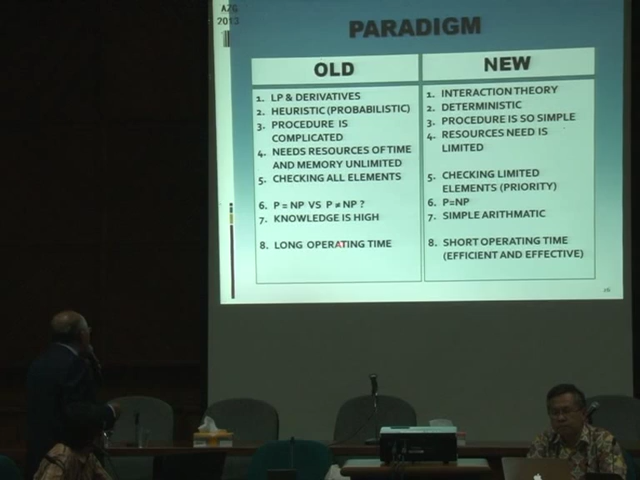 AZG
2013
PARADIGM
OLD
NEW
1. LP & DERIVATIVES
2. HEURISTIC (PROBABILISTIC)
3. PROCEDURE IS
COMPLICATED
4. NEEDS RESOURCES OF TIME
AND MEMORY UNLIMITED
5. CHECKING ALL ELEMENTS
6. P = NP VS P ≠ NP ?
7. KNOWLEDGE IS HIGH
8. LONG OPERATING TIME
1. INTERACTION THEORY
2. DETERMINISTIC
3. PROCEDURE IS SO SIMPLE
4. RESOURCES NEED IS
LIMITED
5. CHECKING LIMITED
ELEMENTS (PRIORITY)
6. P=NP
7. SIMPLE ARITHMATIC
8. SHORT OPERATING TIME
(EFFICIENT AND EFFECTIVE)